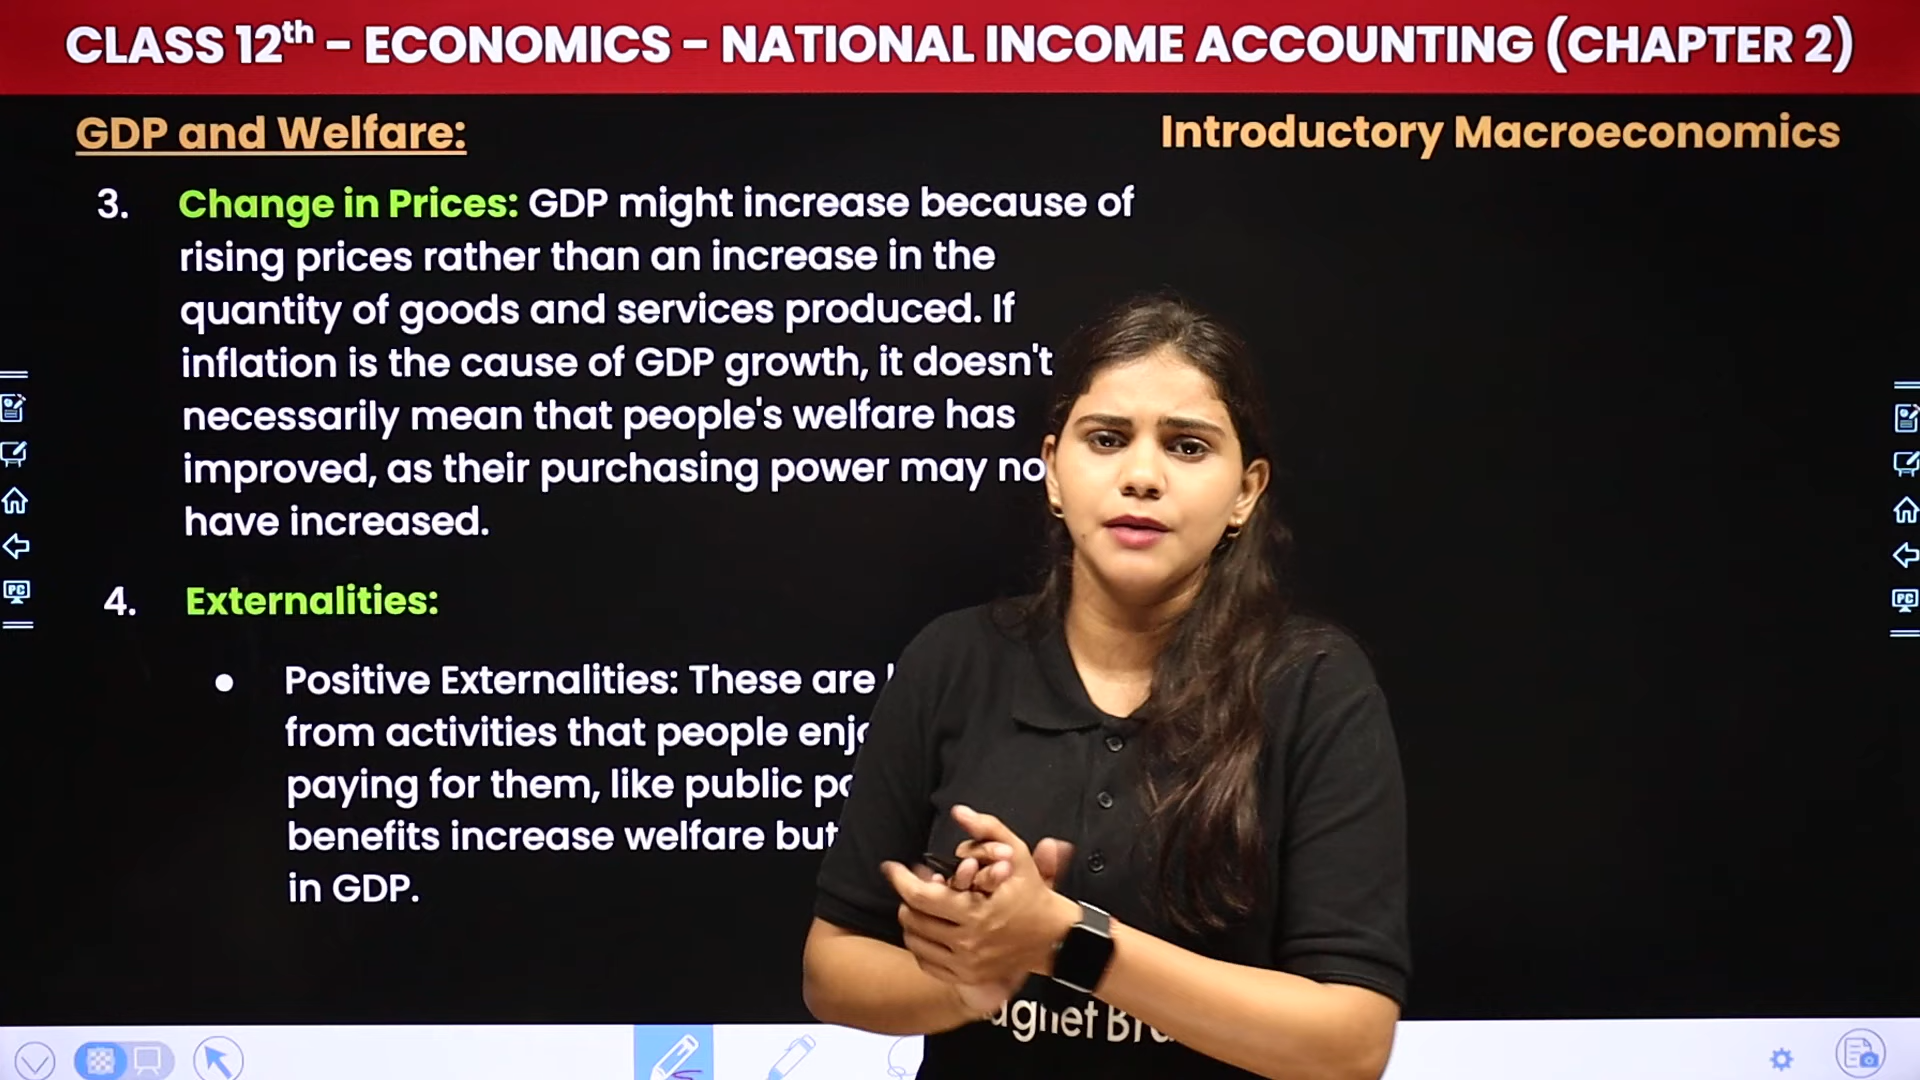 CLASS 12th – ECONOMICS – NATIONAL INCOME ACCOUNTING (CHAPTER 2)
GDP and Welfare:
Introductory Macroeconomics
3. Change in Prices: GDP might increase because of
rising prices rather than an increase in the
quantity of goods and services produced. If
inflation is the cause of GDP growth, it doesn't
necessarily mean that people's welfare has
improved, as their purchasing power may
have increased.
4. Externalities:
● Positive Externalities: These are
from activities that people
paying for them, like public
benefits increase welfare but
in GDP.
PC
PC